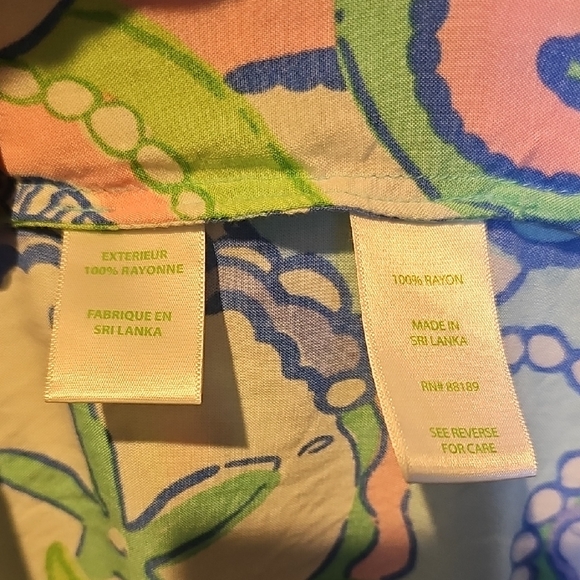 EXTERIEUR
100% RAYONNE
FABRIQUE EN
SRI LANKA
100% RAYON
MADE IN
SRI LANKA
RN# 88189
SEE REVERSE
FOR CARE